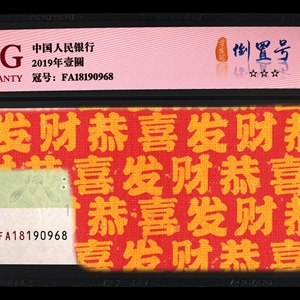 G 中国人民银行
RANTY 2019年壹圆
冠号：FA18190968
倒置号
☆☆☆
发财恭喜发
财恭喜发财恭
喜发财恭喜
发财恭
FA18190968